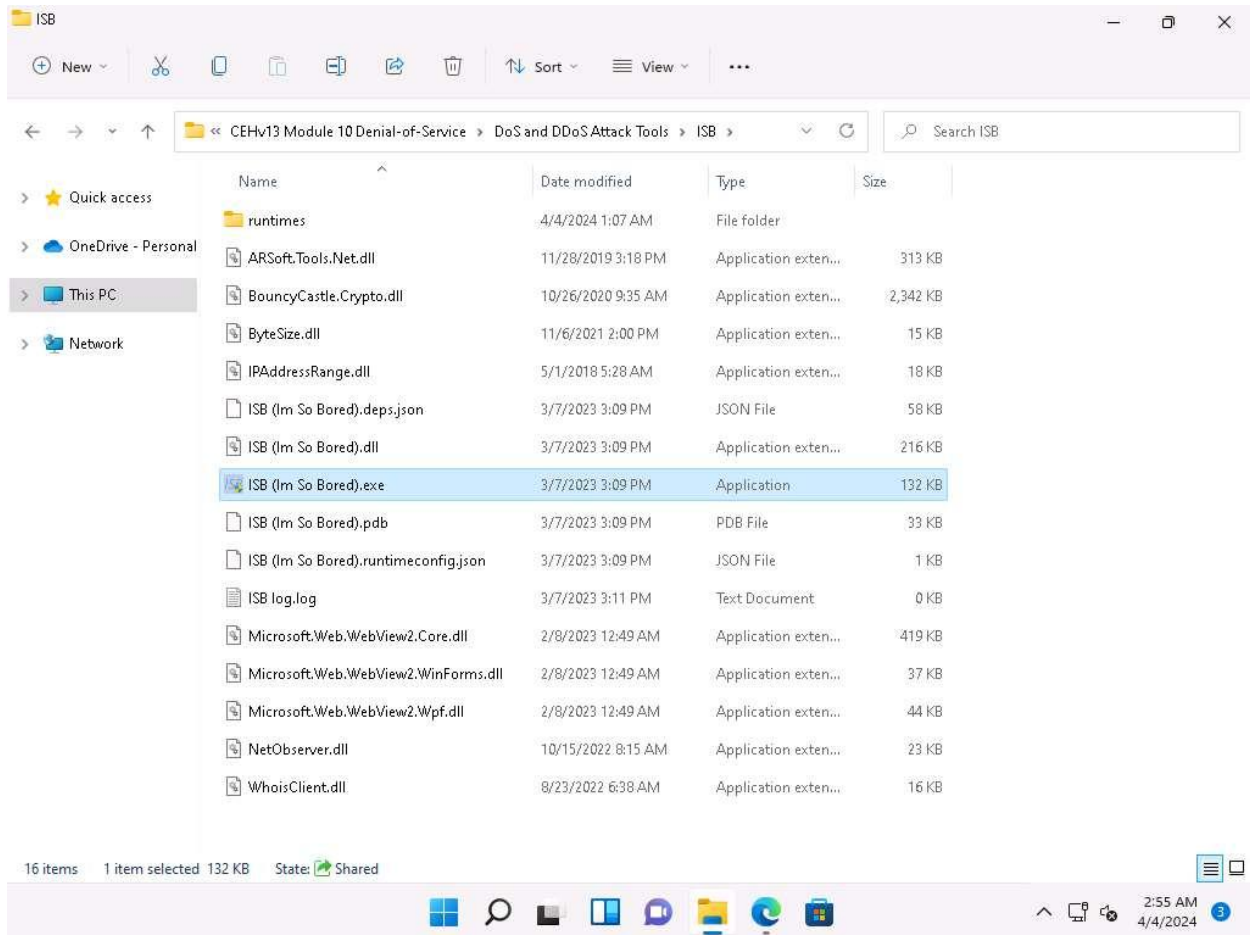 ISB
New
Sort
View
« CEHv13 Module 10 Denial-of-Service > DoS and DDoS Attack Tools > ISB >
Search ISB
Quick access
OneDrive - Personal
This PC
Network
Name Date modified Type Size
runtimes 4/4/2024 1:07 AM File folder
ARSoft.Tools.Net.dll 11/28/2019 3:18 PM Application exten... 313 KB
BouncyCastle.Crypto.dll 10/26/2020 9:35 AM Application exten... 2,342 KB
ByteSize.dll 11/6/2021 2:00 PM Application exten... 15 KB
IPAddressRange.dll 5/1/2018 5:28 AM Application exten... 18 KB
ISB (Im So Bored).deps.json 3/7/2023 3:09 PM JSON File 58 KB
ISB (Im So Bored).dll 3/7/2023 3:09 PM Application exten... 216 KB
ISB (Im So Bored).exe 3/7/2023 3:09 PM Application 132 KB
ISB (Im So Bored).pdb 3/7/2023 3:09 PM PDB File 33 KB
ISB (Im So Bored).runtimeconfig.json 3/7/2023 3:09 PM JSON File 1 KB
ISB log.log 3/7/2023 3:11 PM Text Document 0 KB
Microsoft.Web.WebView2.Core.dll 2/8/2023 12:49 AM Application exten... 419 KB
Microsoft.Web.WebView2.WinForms.dll 2/8/2023 12:49 AM Application exten... 37 KB
Microsoft.Web.WebView2.Wpf.dll 2/8/2023 12:49 AM Application exten... 44 KB
NetObserver.dll 10/15/2022 8:15 AM Application exten... 23 KB
WhoisClient.dll 8/23/2022 6:38 AM Application exten... 16 KB
16 items 1 item selected 132 KB State: Shared
2:55 AM
4/4/2024
3